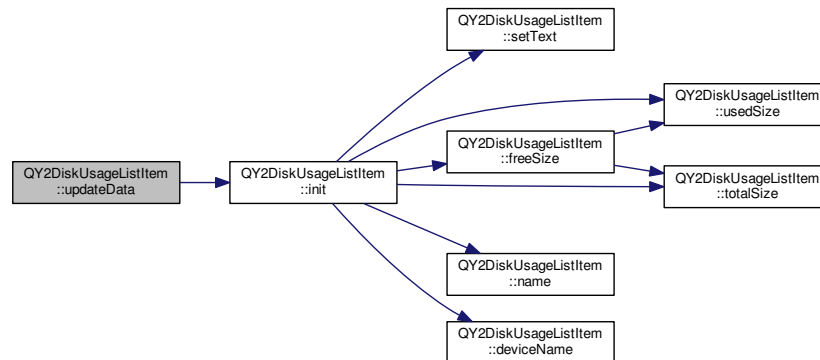 QY2DiskUsageListItem
::updateData
QY2DiskUsageListItem
::init
QY2DiskUsageListItem
::setText
QY2DiskUsageListItem
::freeSize
QY2DiskUsageListItem
::name
QY2DiskUsageListItem
::deviceName
QY2DiskUsageListItem
::usedSize
QY2DiskUsageListItem
::totalSize